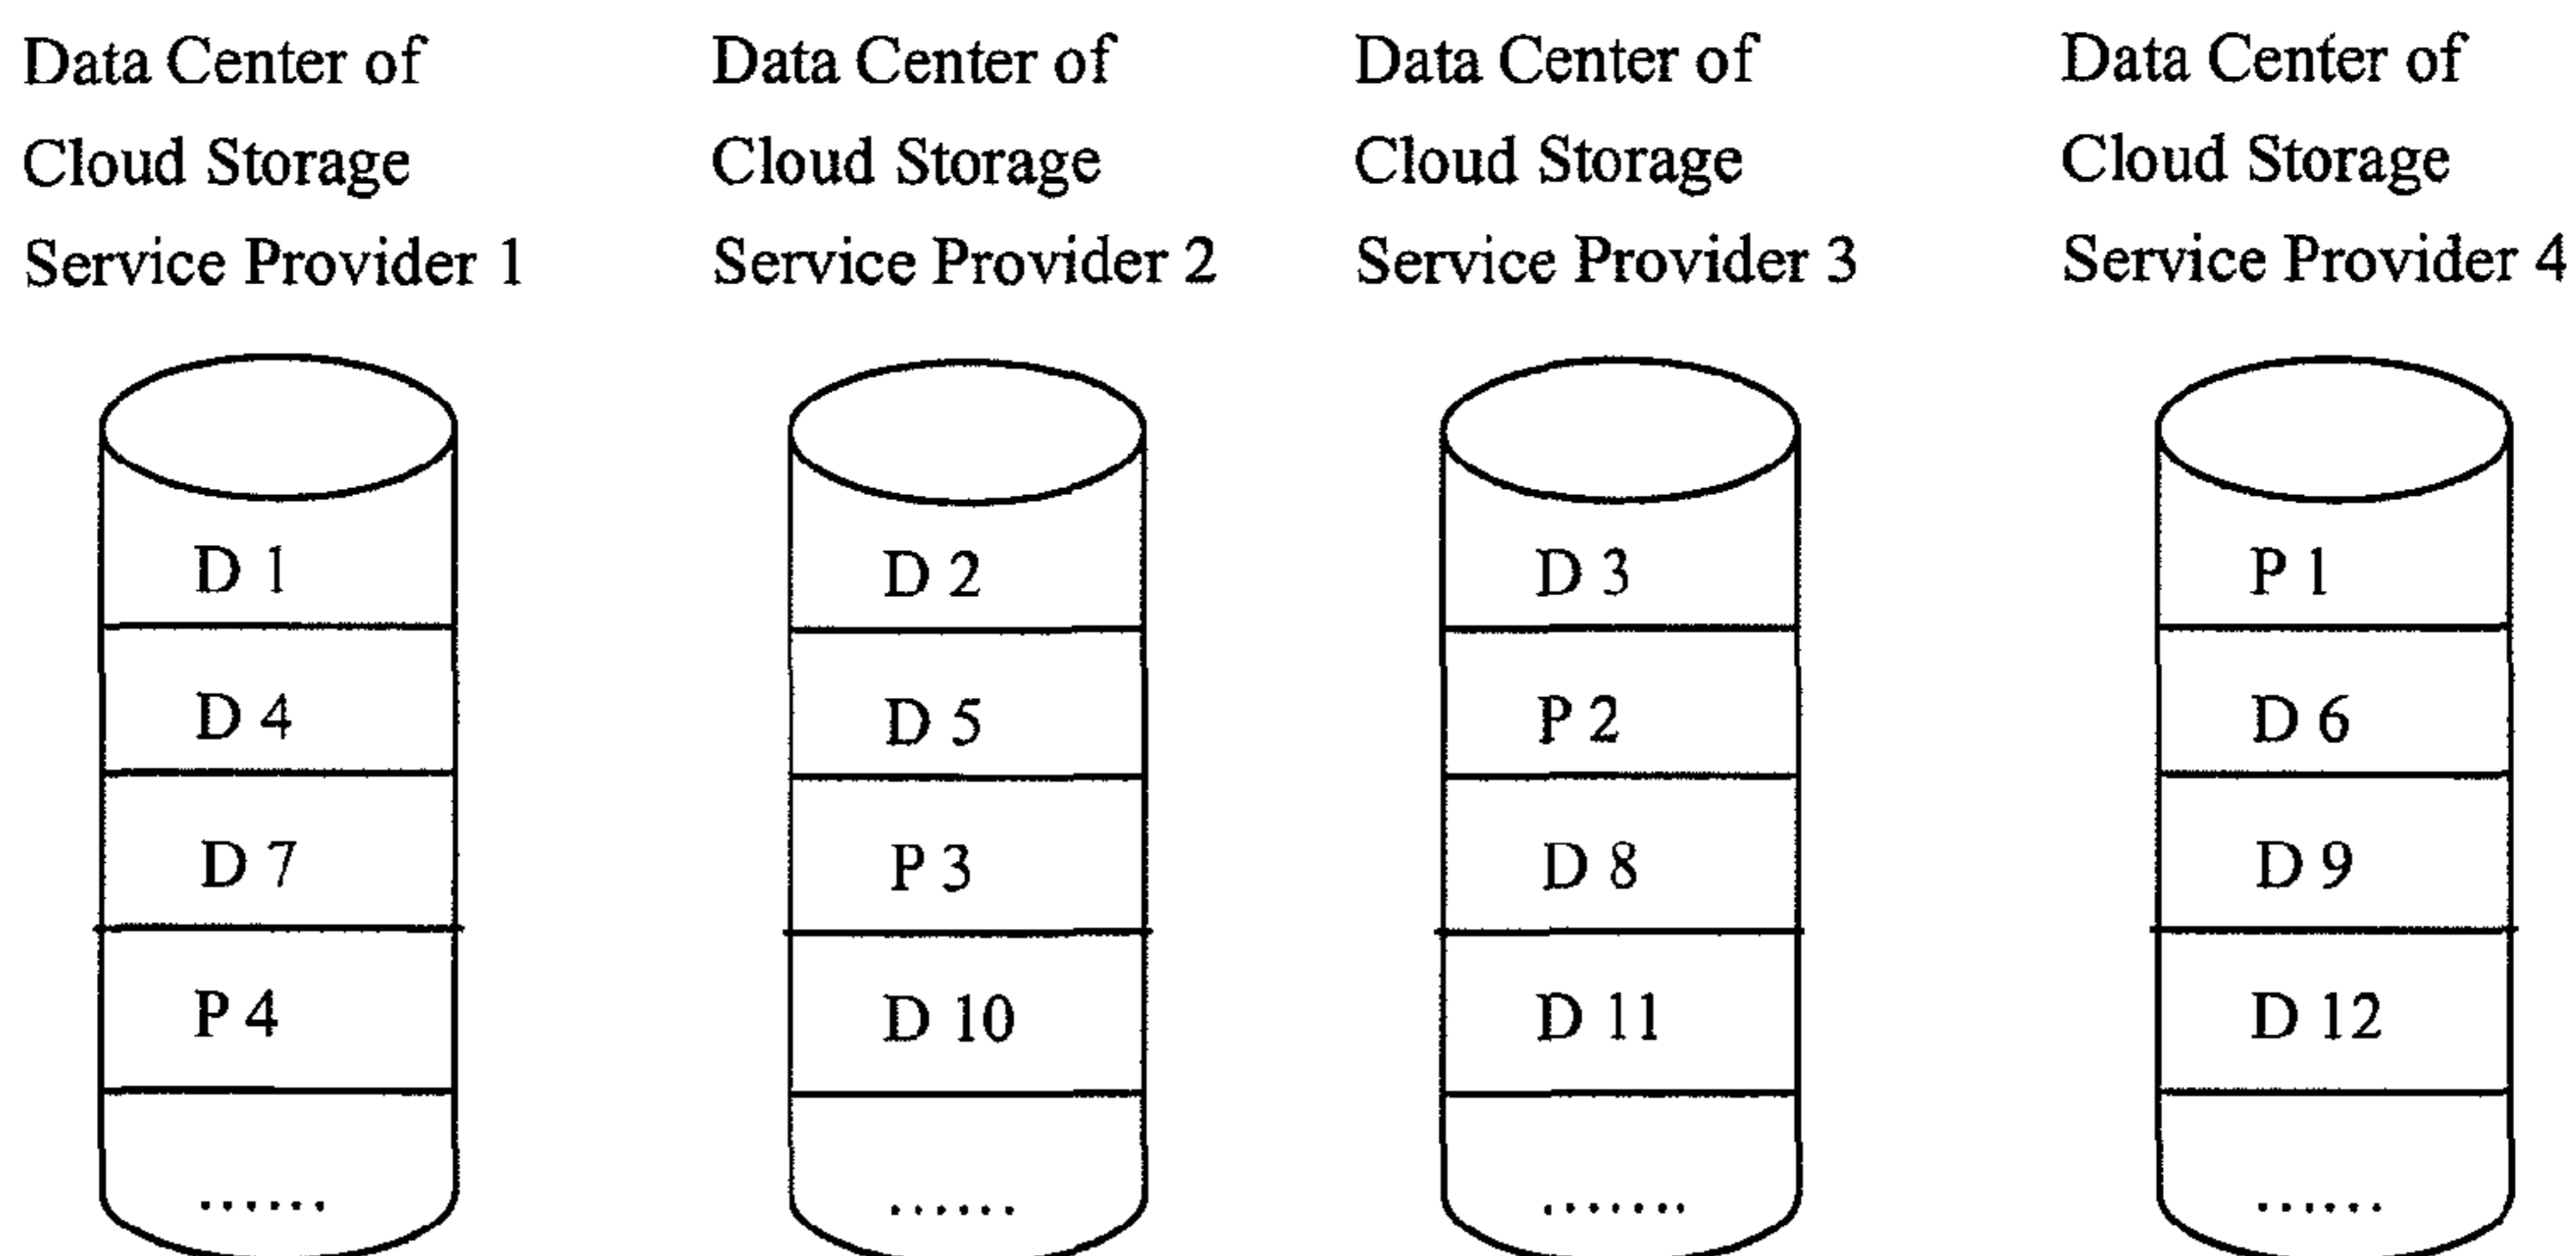 Data Center of
Cloud Storage
Service Provider 1
Data Center of
Cloud Storage
Service Provider 2
Data Center of
Cloud Storage
Service Provider 3
Data Center of
Cloud Storage
Service Provider 4
D 1
D 4
D 7
P 4
......
D 2
D 5
P 3
D 10
......
D 3
P 2
D 8
D 11
.......
P 1
D 6
D 9
D 12
......